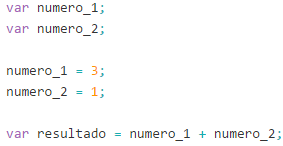 var numero_1;
var numero_2;
numero_1 = 3;
numero_2 = 1;
var resultado = numero_1 + numero_2;